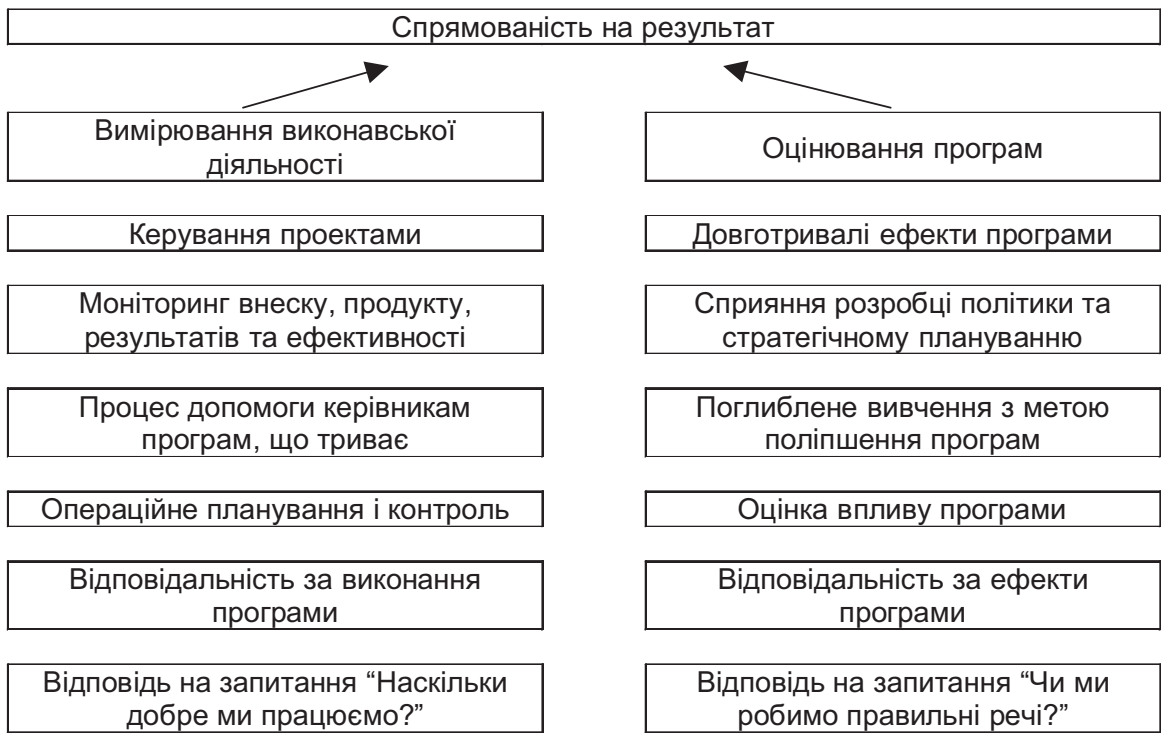 Спрямованість на результат
Вимірювання виконавської
діяльності
Оцінювання програм
Керування проектами
Довготривалі ефекти програми
Моніторинг внеску, продукту,
результатів та ефективності
Сприяння розробці політики та
стратегічному плануванню
Процес допомоги керівникам
програм, що триває
Поглиблене вивчення з метою
поліпшення програм
Операційне планування і контроль
Оцінка впливу програми
Відповідальність за виконання
програми
Відповідальність за ефекти
програми
Відповідь на запитання “Наскільки
добре ми працюємо?”
Відповідь на запитання “Чи ми
робимо правильні речі?”